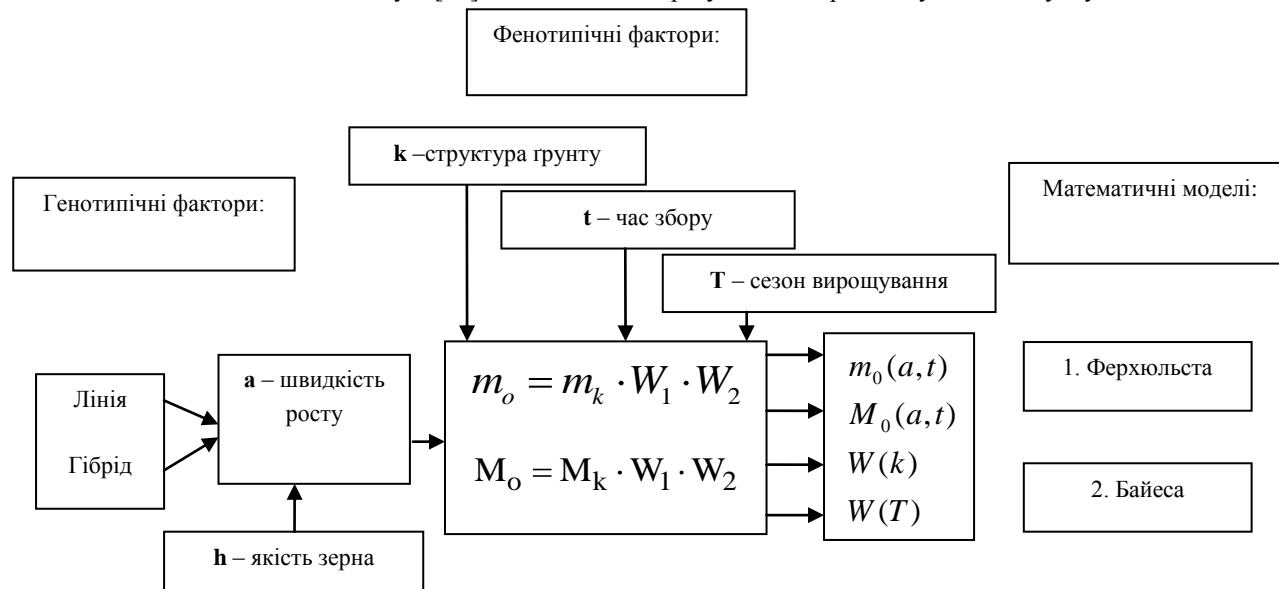 Фенотипічні фактори:
k –структура ґрунту
Генотипічні фактори:
t – час збору
Математичні моделі:
T – сезон вирощування
Лінія
Гібрід
a – швидкість
росту
h – якість зерна
m_o = m_k · W_1 · W_2
M_o = M_k · W_1 · W_2
m_0(a,t)
M_0(a,t)
W(k)
W(T)
1. Ферхюльста
2. Байеса